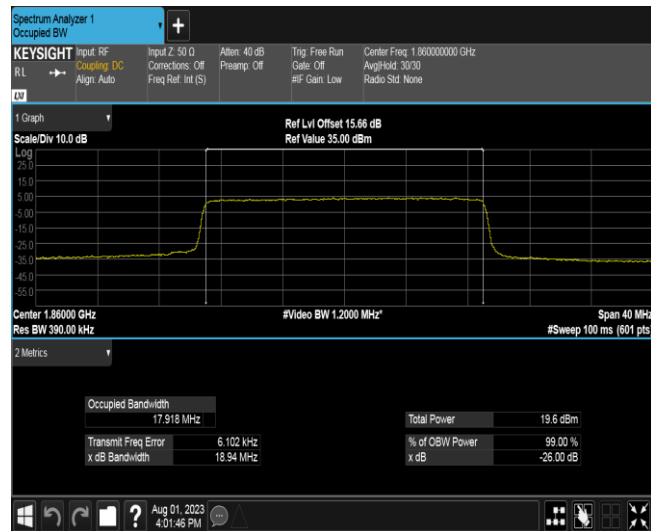 Spectrum Analyzer 1
Occupied BW
+
KEYSIGHT
RL
LXI
Input: RF
Coupling: DC
Align: Auto
Input Z: 50 Ω
Corrections: Off
Freq Ref: Int (S)
Atten: 40 dB
Preamp: Off
Trig: Free Run
Gate: Off
#IF Gain: Low
Center Freq: 1.860000000 GHz
Avg|Hold: 30/30
Radio Std: None
1 Graph
Scale/Div 10.0 dB
Ref Lvl Offset 15.66 dB
Ref Value 35.00 dBm
Log
25.0
15.0
5.00
-5.00
-15.0
-25.0
-35.0
-45.0
-55.0
Center 1.86000 GHz
Res BW 390.00 kHz
#Video BW 1.2000 MHz*
Span 40 MHz
#Sweep 100 ms (601 pts)
2 Metrics
Occupied Bandwidth
17.918 MHz
Transmit Freq Error 6.102 kHz
x dB Bandwidth 18.94 MHz
Total Power 19.6 dBm
% of OBW Power 99.00 %
x dB -26.00 dB
?
Aug 01, 2023
4:01:46 PM